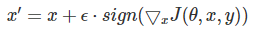 x′ = x + ϵ ⋅ sign(▽ₓJ(θ, x, y))